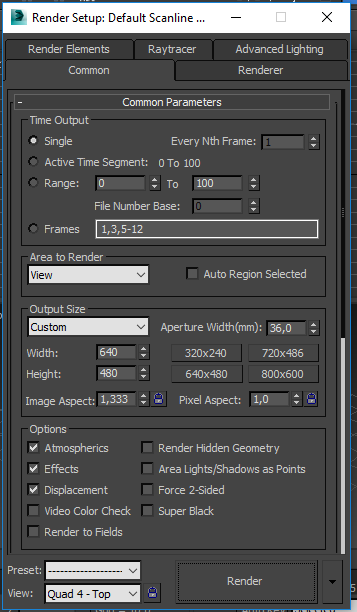 Render Setup: Default Scanline ...
Render Elements Raytracer Advanced Lighting
Common Renderer
- Common Parameters
Time Output
Single Every Nth Frame: 1
Active Time Segment: 0 To 100
Range: 0 To 100
File Number Base: 0
Frames 1,3,5-12
Area to Render
View Auto Region Selected
Output Size
Custom Aperture Width(mm): 36,0
Width: 640 320x240 720x486
Height: 480 640x480 800x600
Image Aspect: 1,333 Pixel Aspect: 1,0
Options
Atmospherics Render Hidden Geometry
Effects Area Lights/Shadows as Points
Displacement Force 2-Sided
Video Color Check Super Black
Render to Fields
Preset: --------------------
View: Quad 4 - Top Render